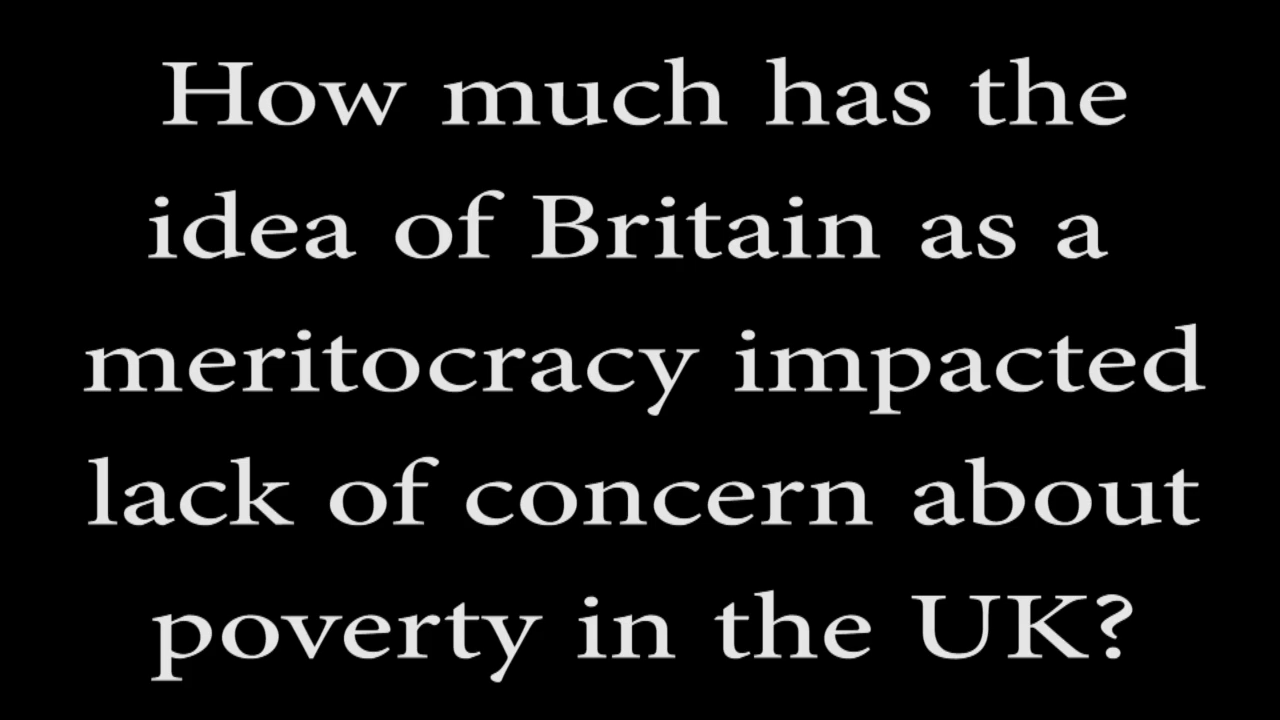 How much has the
idea of Britain as a
meritocracy impacted
lack of concern about
poverty in the UK?